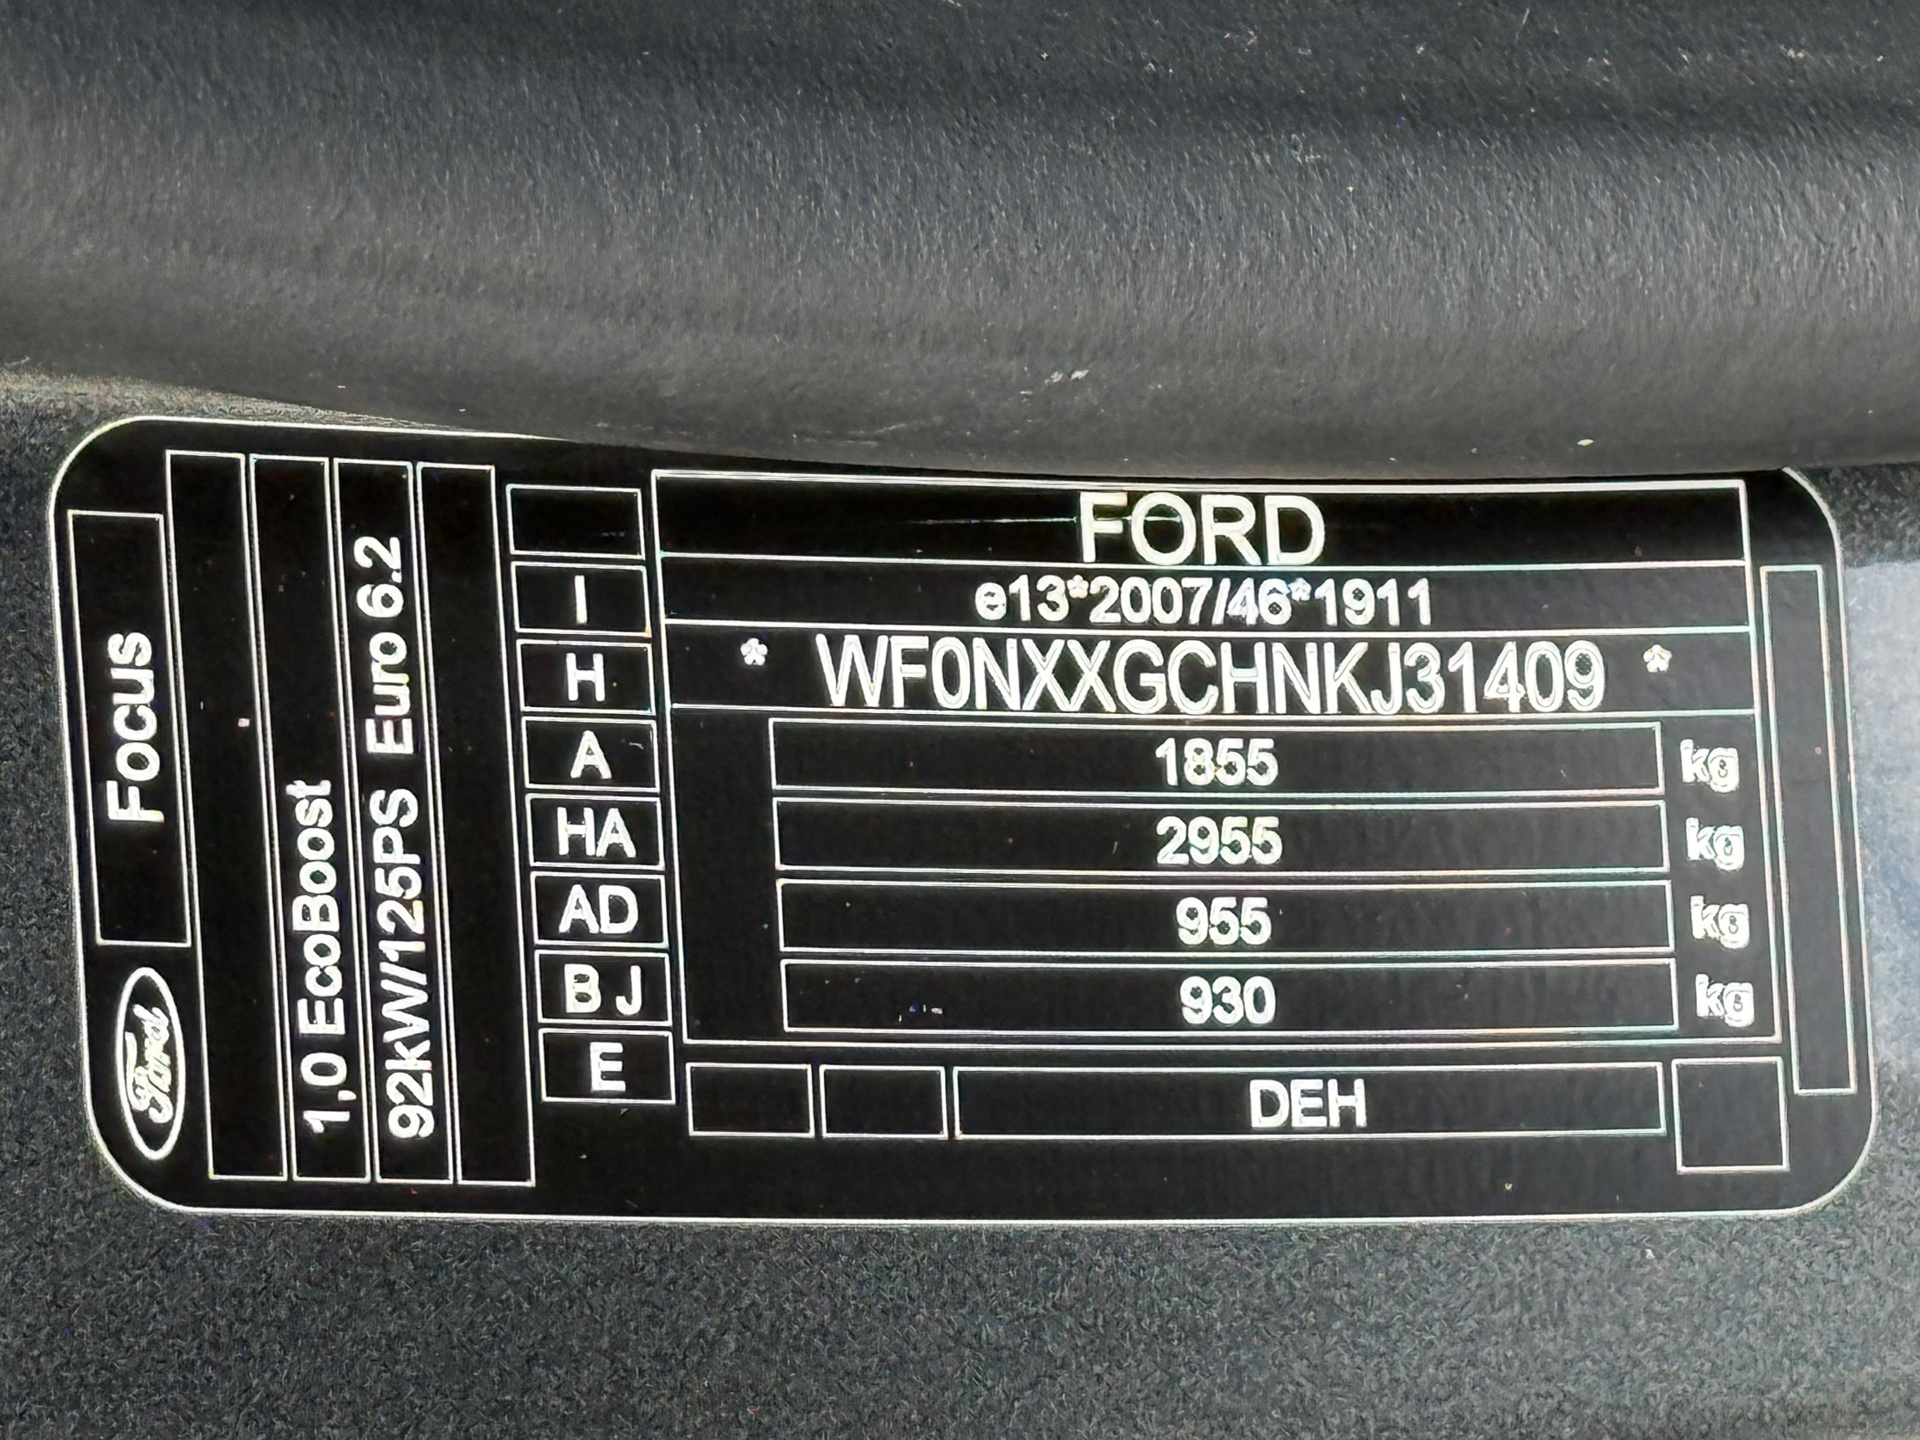 Ford
Focus
1,0 EcoBoost
92kW/125PS Euro 6.2
FORD
I
e13*2007/46*1911
H
* WF0NXXGCHNKJ31409 *
A
1855 kg
HA
2955 kg
AD
955 kg
BJ
930 kg
E
DEH